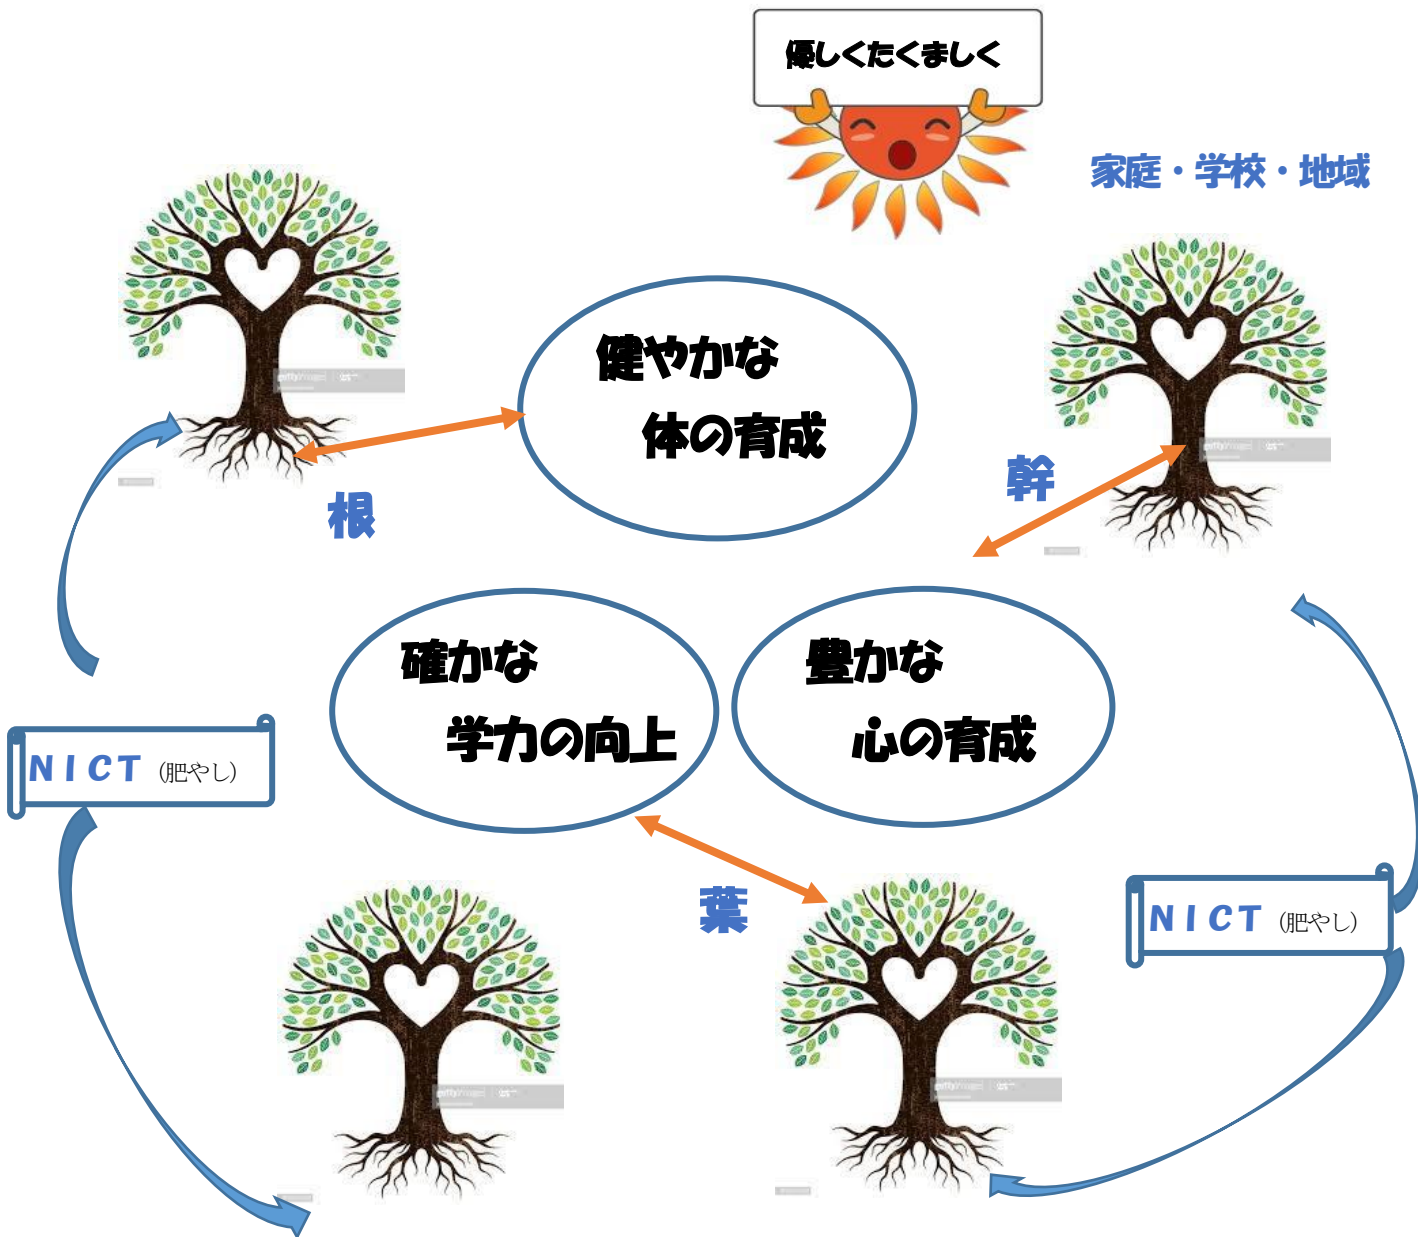 優しくたくましく
家庭・学校・地域
健やかな
体の育成
幹
根
確かな
学力の向上
豊かな
心の育成
NICT（肥やし）
葉
NICT（肥やし）